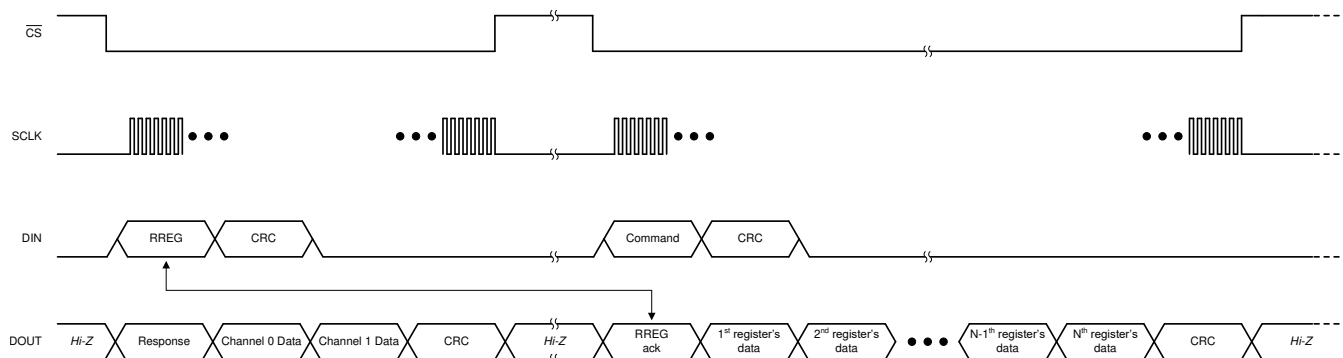 CS
SCLK
DIN
RREG
CRC
Command
CRC
DOUT
Hi-Z
Response
Channel 0 Data
Channel 1 Data
CRC
Hi-Z
RREG
ack
1st register's
data
2nd register's
data
N-1th register's
data
Nth register's
data
CRC
Hi-Z